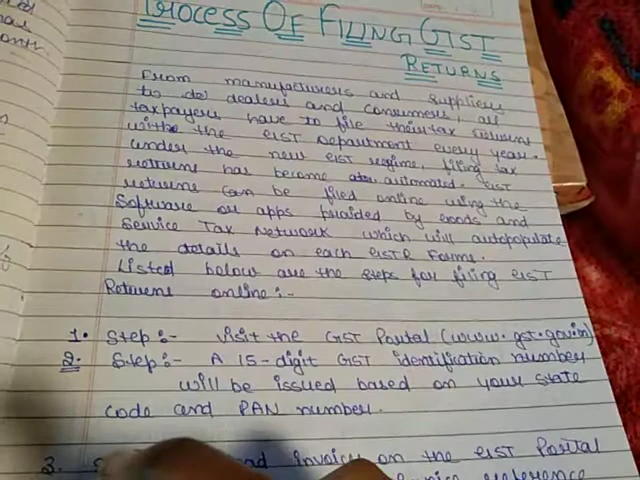 PROCESS OF FILING GST
RETURNS
From manufacturers and suppliers
to dealers and consumers, all
taxpayers have to file their tax returns
with the GST Department every year.
under the new GST regime, filing tax
returns has become automated. GST
returns can be filed online using the
Software or apps provided by Goods and
Service Tax Network which will autopopulate
the details on each GSTR Forms.
Listed below are the steps for filing GST
Returns online:-
1. Step:- Visit the GST Portal (www.gst.gov.in)
2. Step:- A 15-digit GST identification number
will be issued based on your state
code and PAN number.
3. Invoice on the GST Portal
reference